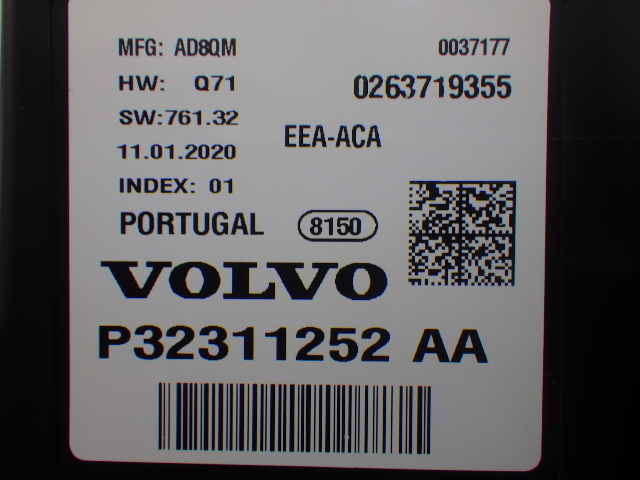 MFG: AD8QM 0037177
HW: Q71 0263719355
SW:761.32
EEA-ACA
11.01.2020
INDEX: 01
PORTUGAL 8150
VOLVO
P32311252 AA